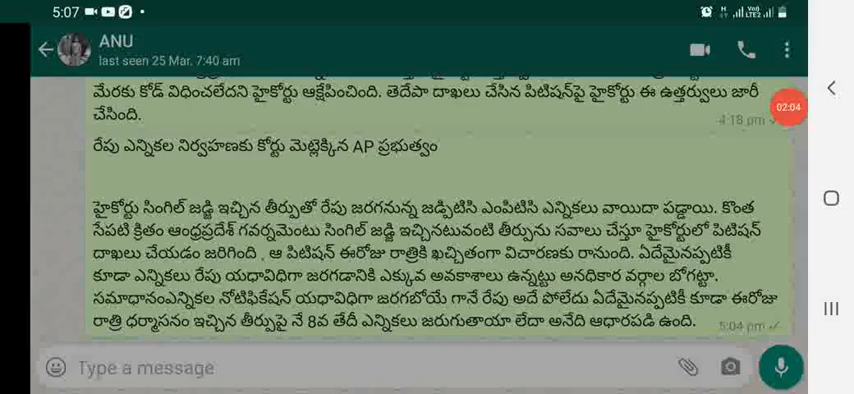 5:07
Voy)
LTE2
ANU
last seen 25 Mar, 7:40 am
మేరకు కోడ్ విధించలేదని హైకోర్టు ఆక్షేపించింది. తెదేపా దాఖలు చేసిన పిటిషన్‌పై హైకోర్టు ఈ ఉత్తర్వులు జారీ
చేసింది.
4:18 pm
02:04
రేపు ఎన్నికల నిర్వహణకు కోర్టు మెట్లెక్కిన AP ప్రభుత్వం
హైకోర్టు సింగిల్ జడ్జి ఇచ్చిన తీర్పుతో రేపు జరగనున్న జడ్పిటిసి ఎంపిటిసి ఎన్నికలు వాయిదా పడ్డాయి. కొంత
సేపటి క్రితం ఆంధ్రప్రదేశ్ గవర్నమెంటు సింగిల్ జడ్జి ఇచ్చినటువంటి తీర్పును సవాలు చేస్తూ హైకోర్టులో పిటిషన్
దాఖలు చేయడం జరిగింది , ఆ పిటిషన్ ఈరోజు రాత్రికి ఖచ్చితంగా విచారణకు రానుంది. ఏదేమైనప్పటికీ
కూడా ఎన్నికలు రేపు యధావిధిగా జరగడానికి ఎక్కువ అవకాశాలు ఉన్నట్టు అనధికార వర్గాల బోగట్టా.
సమాధానంఎన్నికల నోటిఫికేషన్ యధావిధిగా జరగబోయే గానే రేపు అదే పోలేదు ఏదేమైనప్పటికీ కూడా ఈరోజు
రాత్రి ధర్మాసనం ఇచ్చిన తీర్పుపై నే 8వ తేదీ ఎన్నికలు జరుగుతాయా లేదా అనేది ఆధారపడి ఉంది.
5:04 pm
Type a message